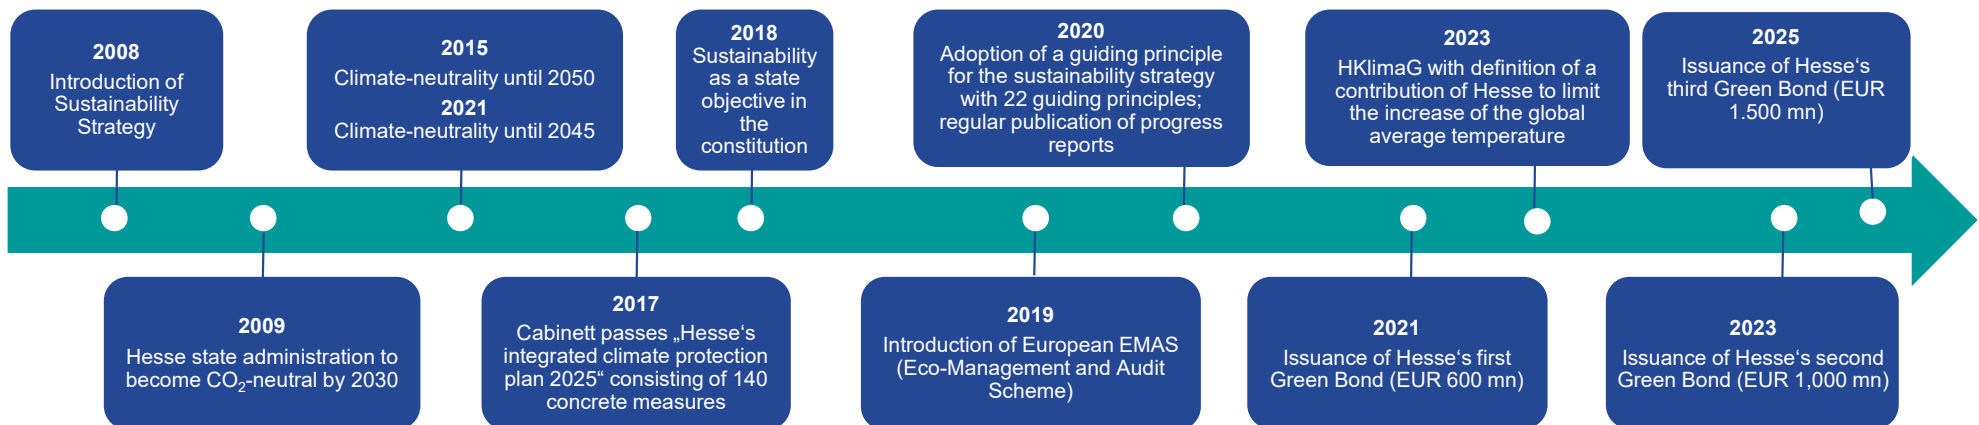 2008
Introduction of
Sustainability
Strategy
2015
Climate-neutrality until 2050
2021
Climate-neutrality until 2045
2018
Sustainability
as a state
objective in
the
constitution
2020
Adoption of a guiding principle
for the sustainability strategy
with 22 guiding principles;
regular publication of progress
reports
2023
HKlimaG with definition of a
contribution of Hesse to limit
the increase of the global
average temperature
2025
Issuance of Hesse‘s
third Green Bond (EUR
1.500 mn)
2009
Hesse state administration to
become CO₂-neutral by 2030
2017
Cabinett passes „Hesse‘s
integrated climate protection
plan 2025“ consisting of 140
concrete measures
2019
Introduction of European EMAS
(Eco-Management and Audit
Scheme)
2021
Issuance of Hesse‘s first
Green Bond (EUR 600 mn)
2023
Issuance of Hesse‘s second
Green Bond (EUR 1,000 mn)